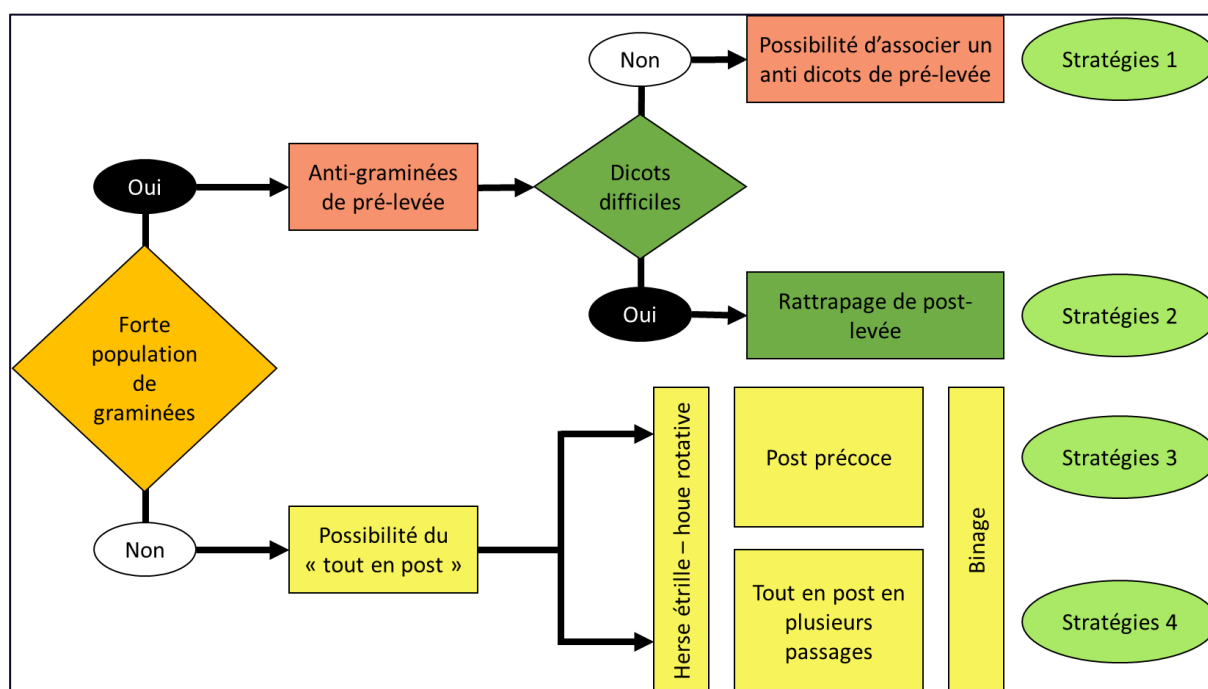 Non
Possibilité d’associer un
anti dicots de pré-levée
Stratégies 1
Oui
Anti-graminées
de pré-levée
Dicots
difficiles
Oui
Rattrapage de post-
levée
Stratégies 2
Forte
population
de
graminées
Non
Possibilité du
« tout en post »
Herse étrille – houe rotative
Post précoce
Tout en post en
plusieurs
passages
Binage
Stratégies 3
Stratégies 4